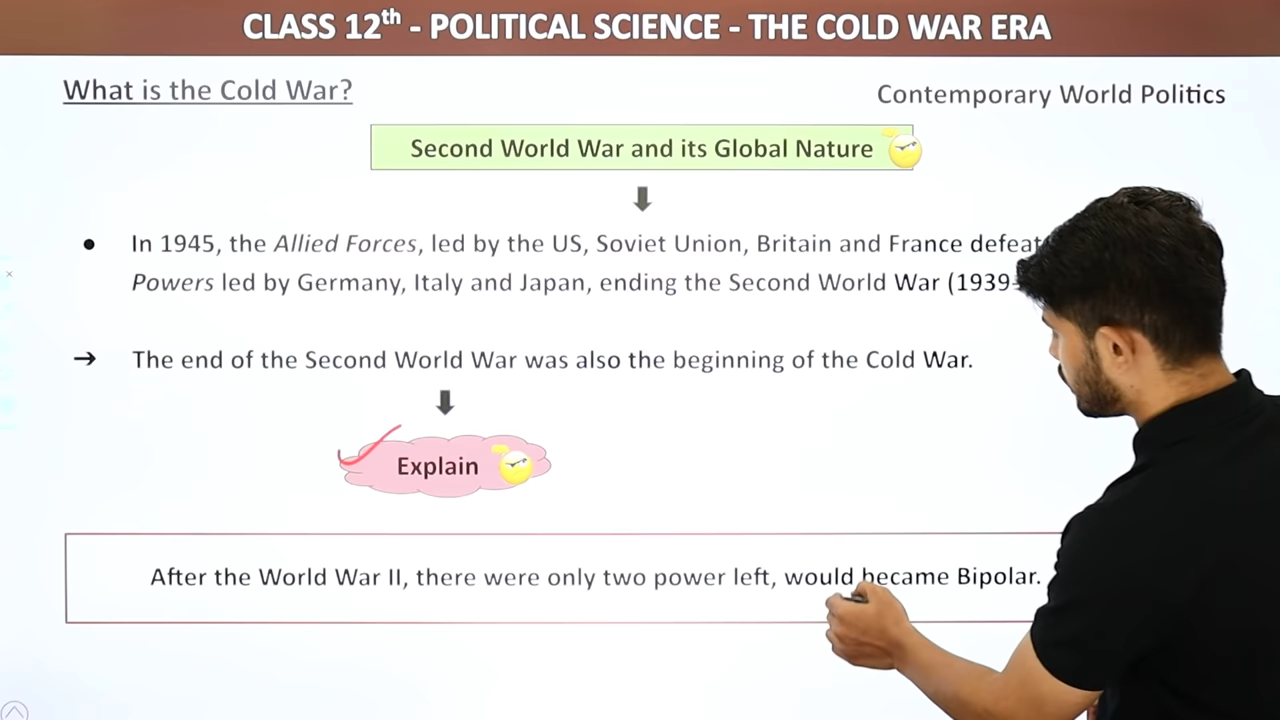 CLASS 12th - POLITICAL SCIENCE - THE COLD WAR ERA
What is the Cold War?
Contemporary World Politics
Second World War and its Global Nature
In 1945, the Allied Forces, led by the US, Soviet Union, Britain and France
Powers led by Germany, Italy and Japan, ending the Second World War (1939-
→ The end of the Second World War was also the beginning of the Cold War.
Explain
After the World War II, there were only two power left, would became Bipolar.